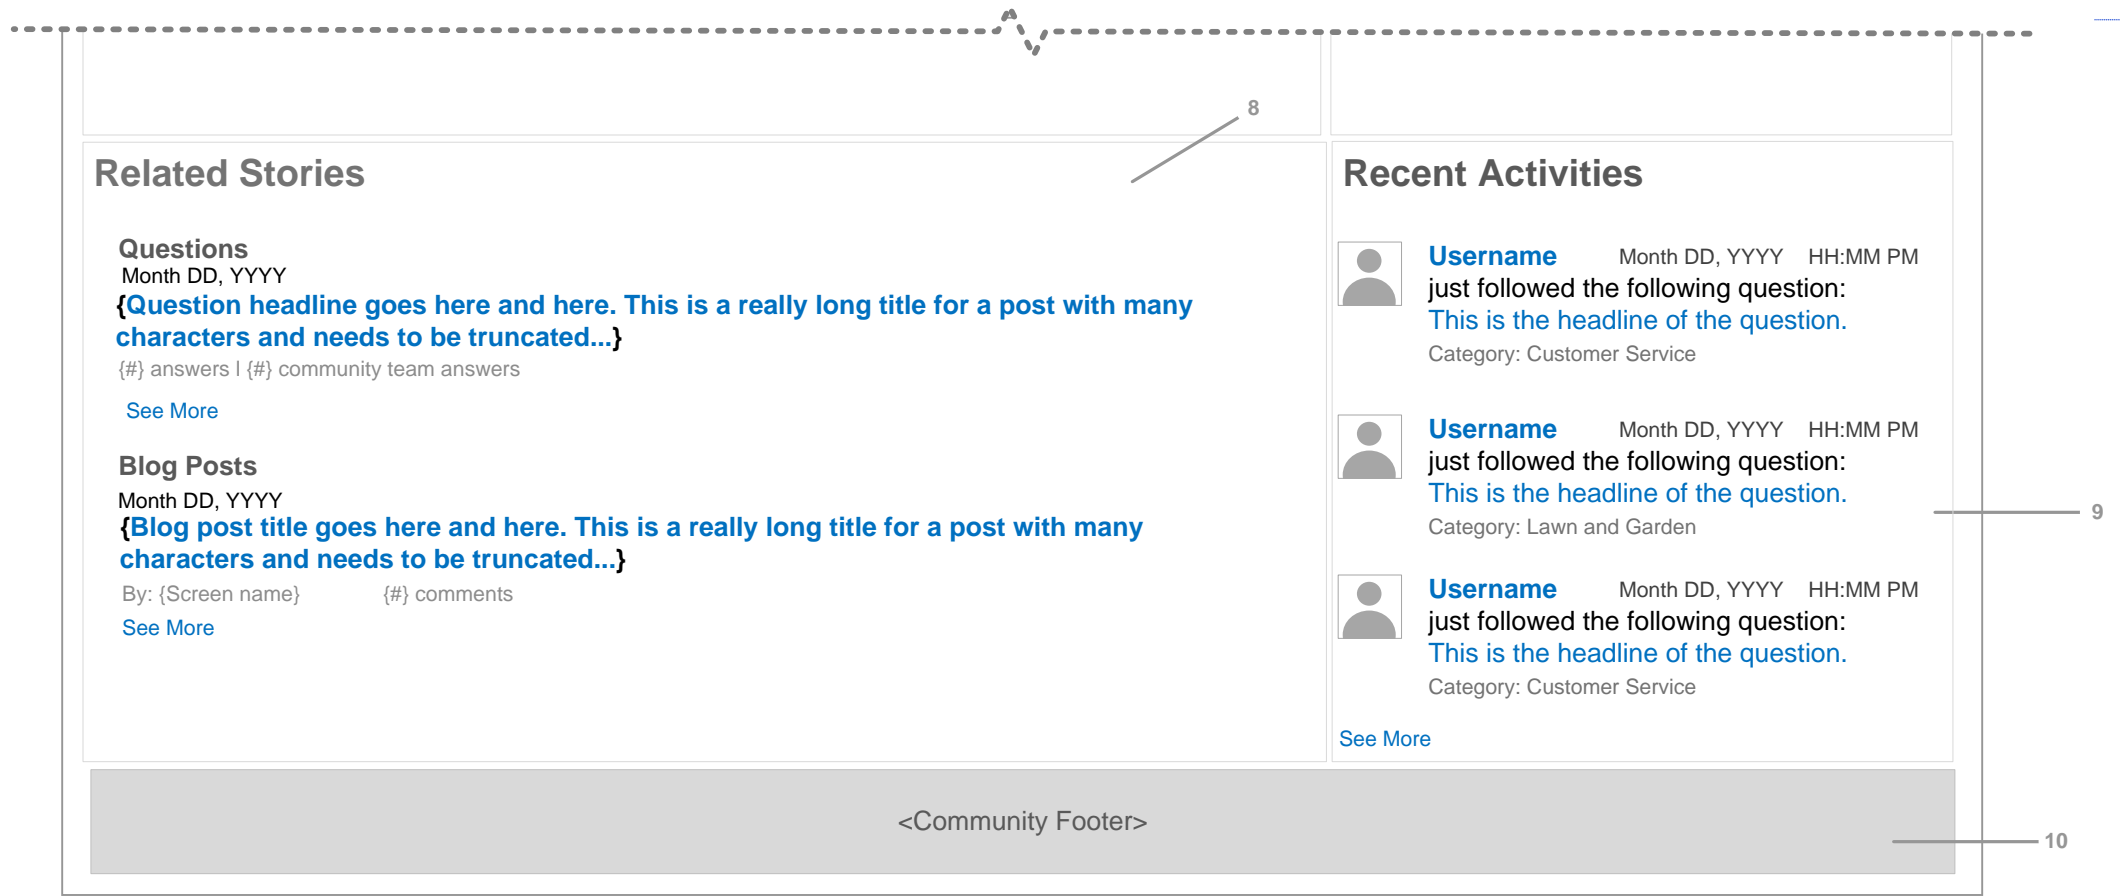 8
Related Stories
Questions
Month DD, YYYY
{Question headline goes here and here. This is a really long title for a post with many
characters and needs to be truncated...}
{#} answers l {#} community team answers
See More
Blog Posts
Month DD, YYYY
{Blog post title goes here and here. This is a really long title for a post with many
characters and needs to be truncated...}
By: {Screen name} {#} comments
See More
Recent Activities
Username Month DD, YYYY HH:MM PM
just followed the following question:
This is the headline of the question.
Category: Customer Service
Username Month DD, YYYY HH:MM PM
just followed the following question:
This is the headline of the question.
Category: Lawn and Garden
9
Username Month DD, YYYY HH:MM PM
just followed the following question:
This is the headline of the question.
Category: Customer Service
See More
<Community Footer>
10